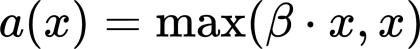 a(x) = max(β · x, x)